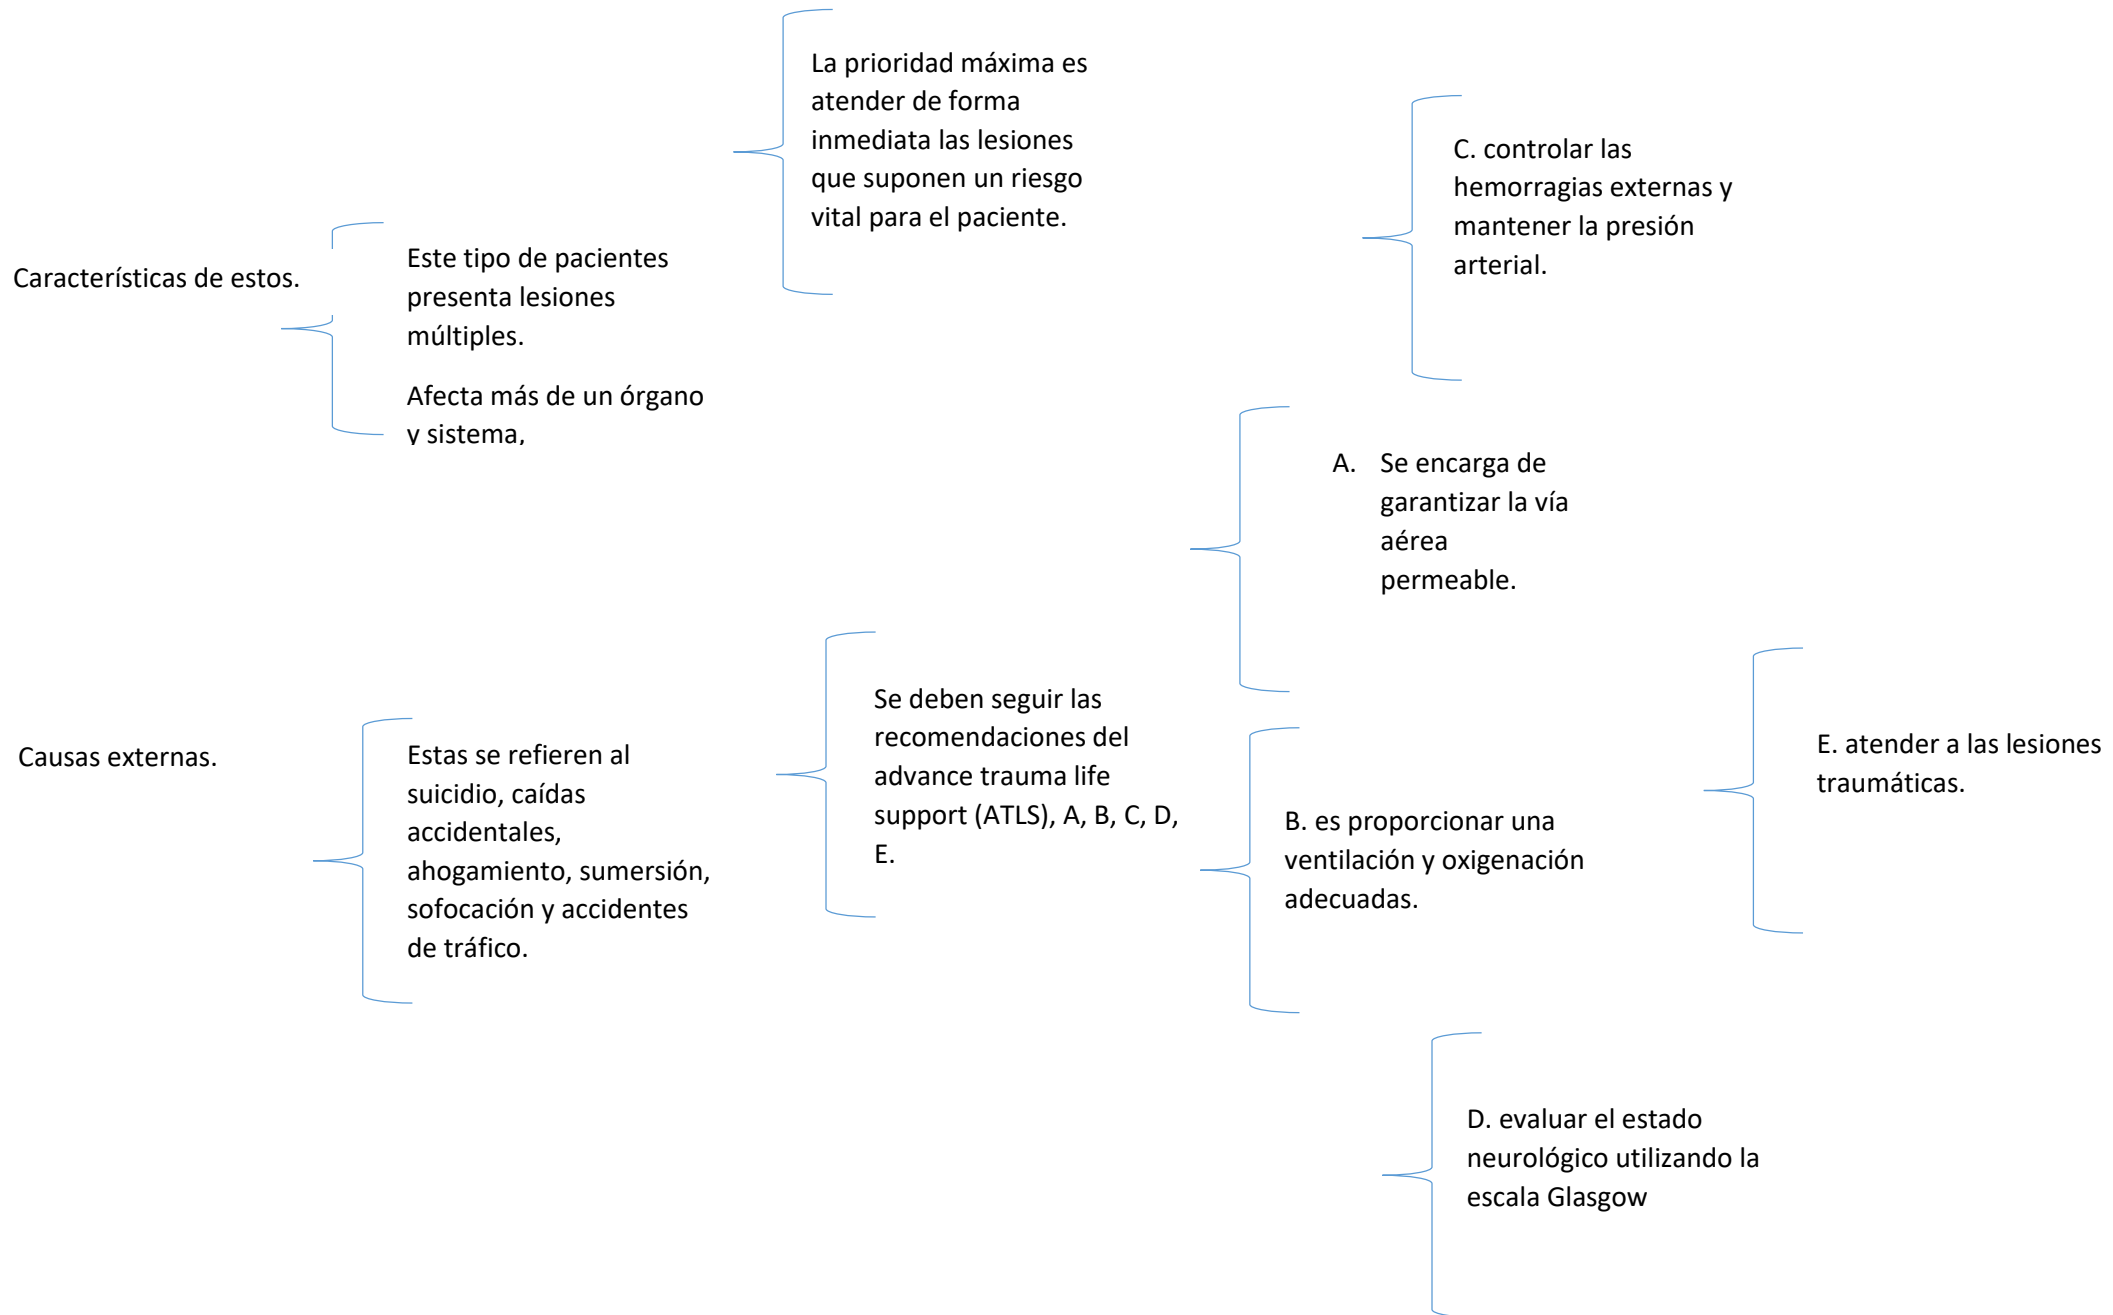 Características de estos.
Este tipo de pacientes
presenta lesiones
múltiples.
Afecta más de un órgano
y sistema,
La prioridad máxima es
atender de forma
inmediata las lesiones
que suponen un riesgo
vital para el paciente.
Causas externas.
Estas se refieren al
suicidio, caídas
accidentales,
ahogamiento, sumersión,
sofocación y accidentes
de tráfico.
Se deben seguir las
recomendaciones del
advance trauma life
support (ATLS), A, B, C, D,
E.
A. Se encarga de
garantizar la vía
aérea
permeable.
B. es proporcionar una
ventilación y oxigenación
adecuadas.
C. controlar las
hemorragias externas y
mantener la presión
arterial.
D. evaluar el estado
neurológico utilizando la
escala Glasgow
E. atender a las lesiones
traumáticas.